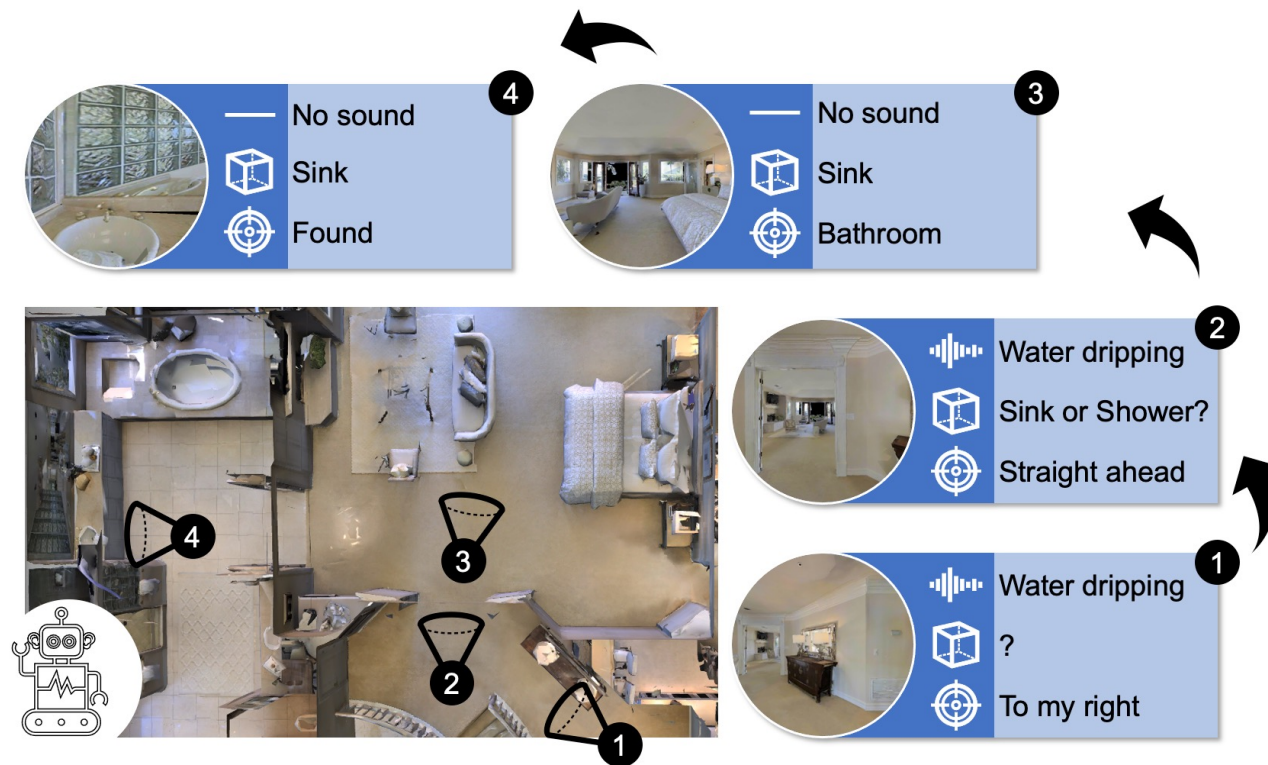 4
No sound
Sink
Found
3
No sound
Sink
Bathroom
2
Water dripping
Sink or Shower?
Straight ahead
1
Water dripping
?
To my right
4
3
2
1